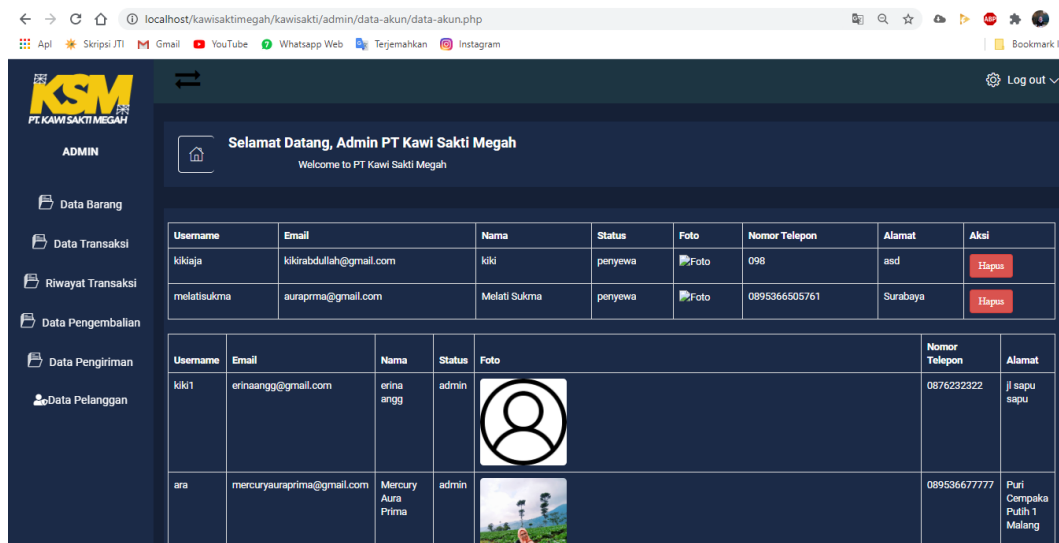 localhost/kawisaktimegah/kawisakti/admin/data-akun/data-akun.php
ABP
Apl Skripsi JTI Gmail YouTube Whatsapp Web Terjemahkan Instagram Bookmark
KSM
PT. KAWI SAKTI MEGAH
Log out
ADMIN
Selamat Datang, Admin PT Kawi Sakti Megah
Welcome to PT Kawi Sakti Megah
Data Barang
Data Transaksi
Riwayat Transaksi
Data Pengembalian
Data Pengiriman
Data Pelanggan
Username Email Nama Status Foto Nomor Telepon Alamat Aksi
kikiaja kikirabdullah@gmail.com kiki penyewa Foto 098 asd Hapus
melatisukma auraprma@gmail.com Melati Sukma penyewa Foto 0895366505761 Surabaya Hapus
Username Email Nama Status Foto Nomor Telepon Alamat
kiki1 erinaangg@gmail.com erina angg admin 0876232322 jl sapu sapu
ara mercuryauraprima@gmail.com Mercury Aura Prima admin 089536677777 Puri Cempaka Putih 1 Malang